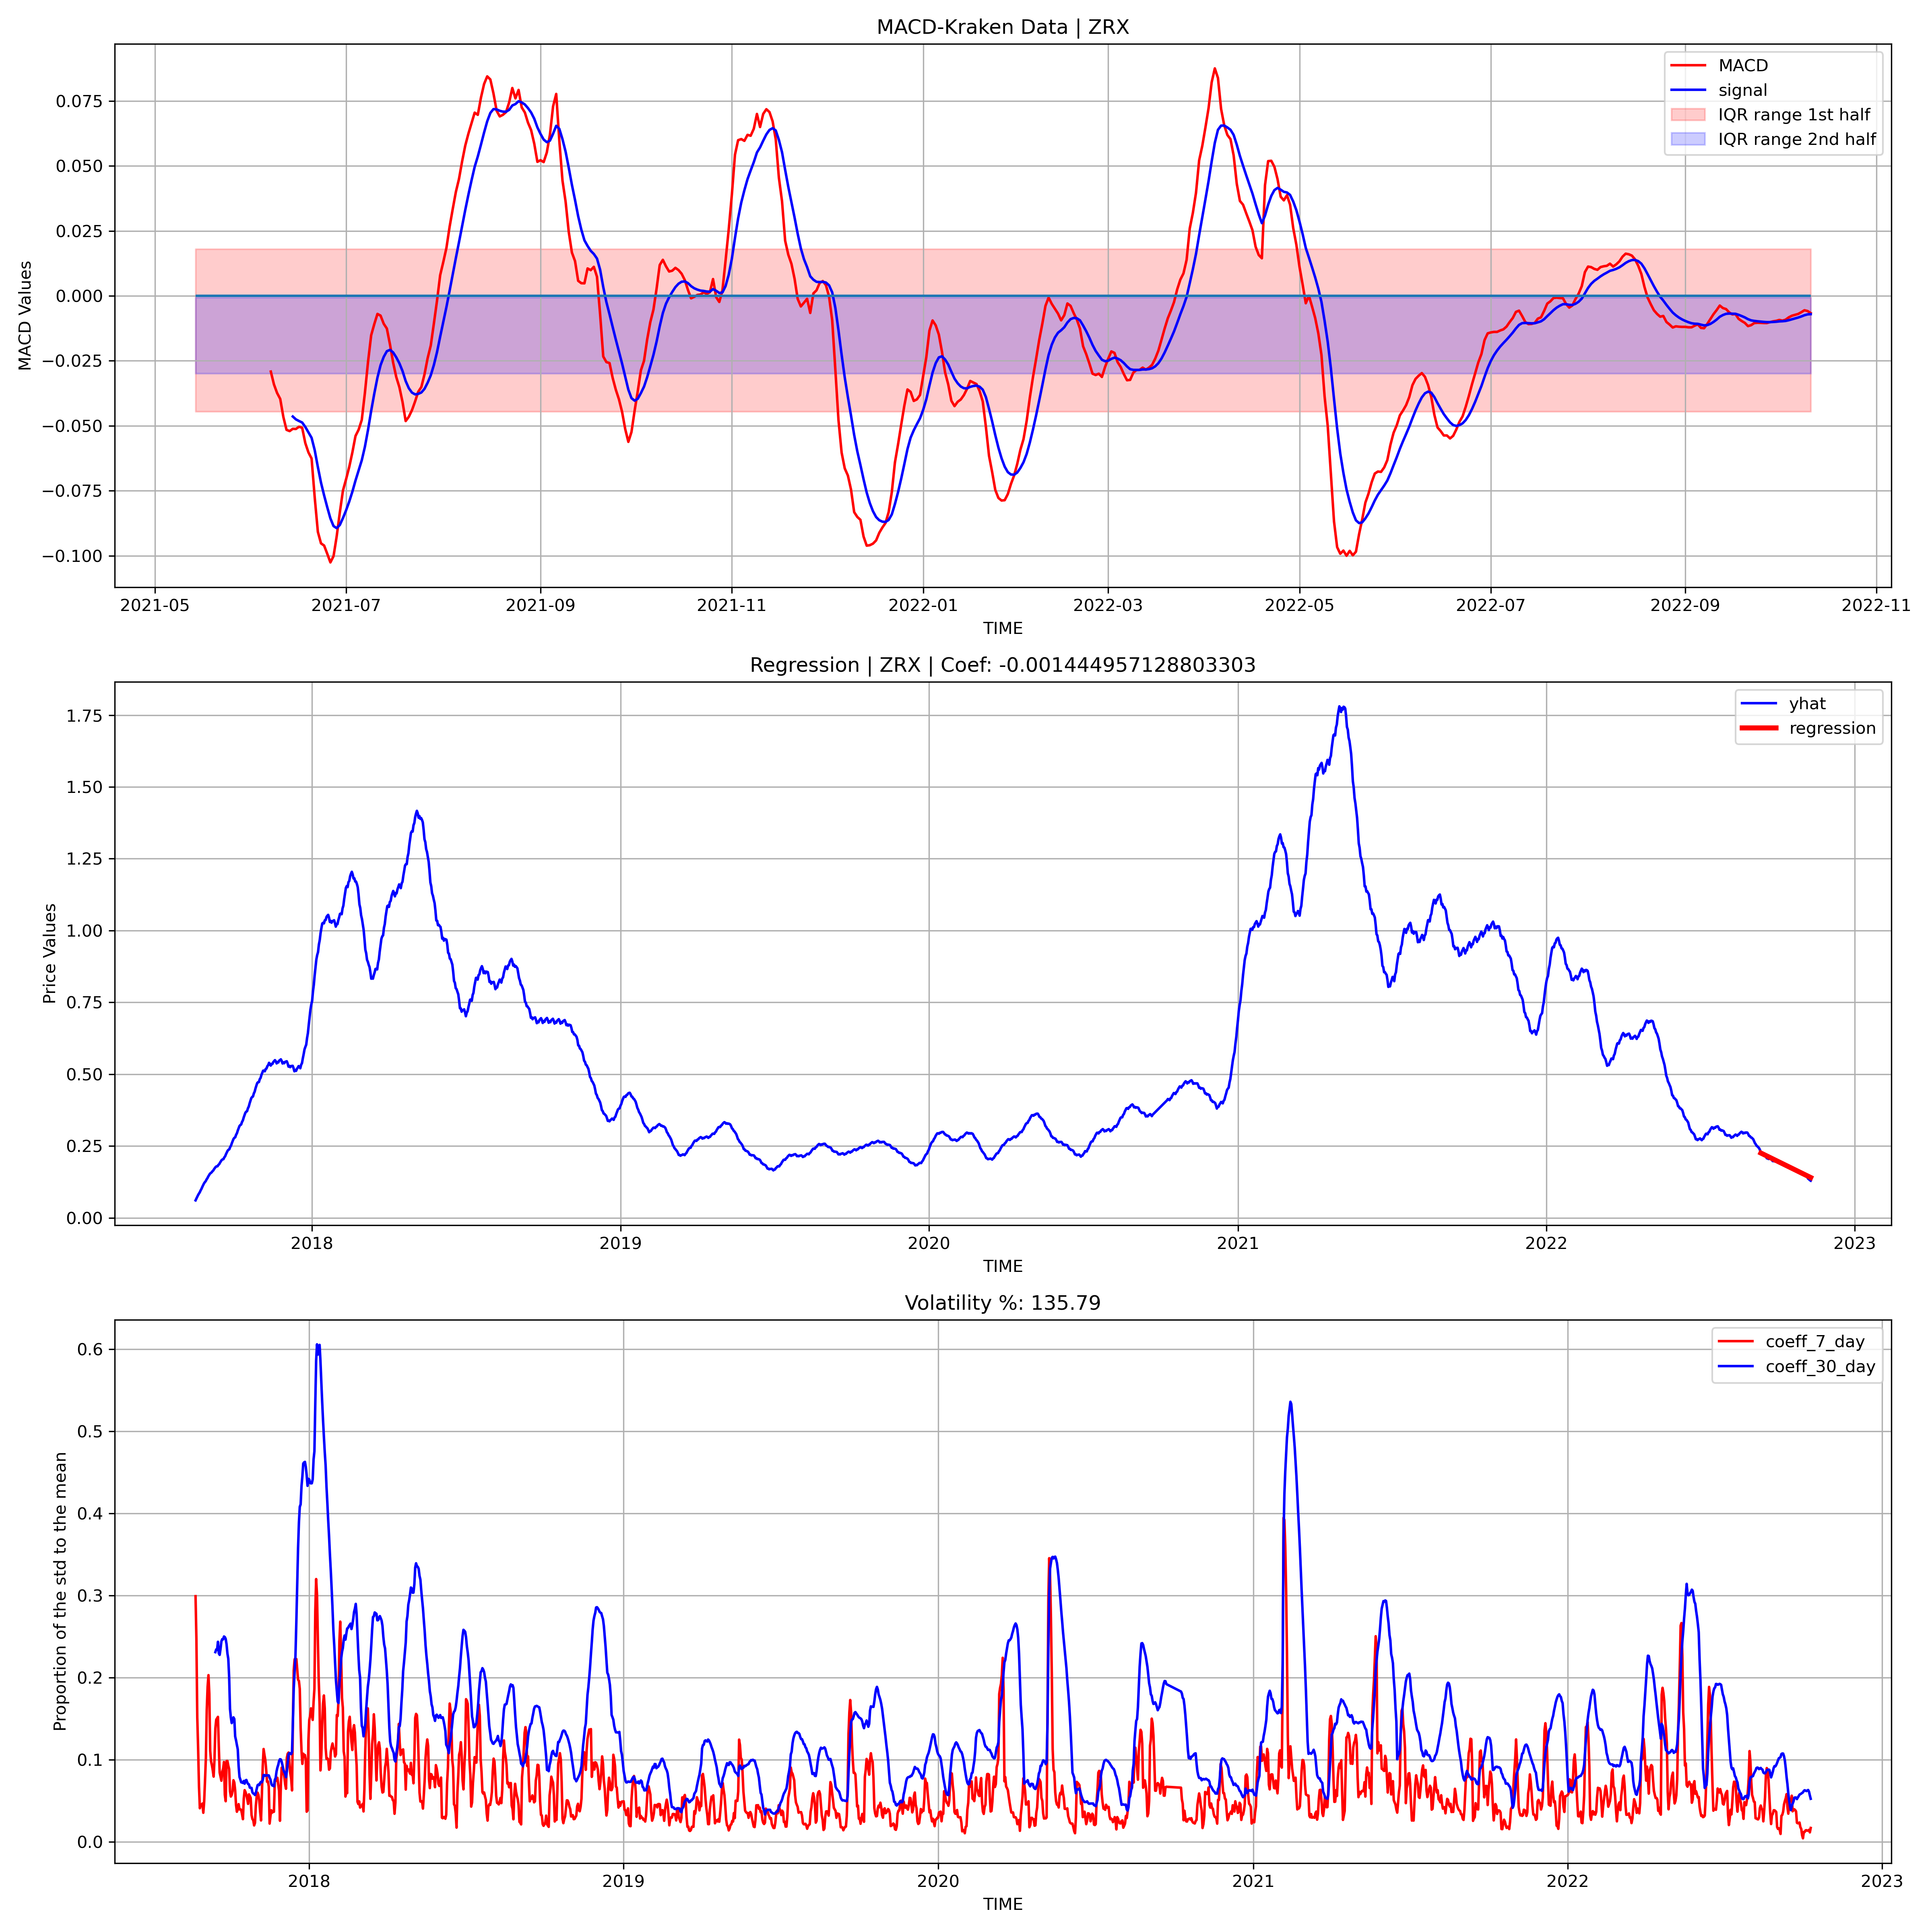 MACD-Kraken Data | ZRX
MACD
signal
IQR range 1st half
IQR range 2nd half
MACD Values
0.075
0.050
0.025
0.000
−0.025
−0.050
−0.075
−0.100
2021-05 2021-07 2021-09 2021-11 2022-01 2022-03 2022-05 2022-07 2022-09 2022-11
TIME
Regression | ZRX | Coef: -0.001444957128803303
yhat
regression
Price Values
1.75
1.50
1.25
1.00
0.75
0.50
0.25
0.00
2018 2019 2020 2021 2022 2023
TIME
Volatility %: 135.79
coeff_7_day
coeff_30_day
Proportion of the std to the mean
0.6
0.5
0.4
0.3
0.2
0.1
0.0
2018 2019 2020 2021 2022 2023
TIME